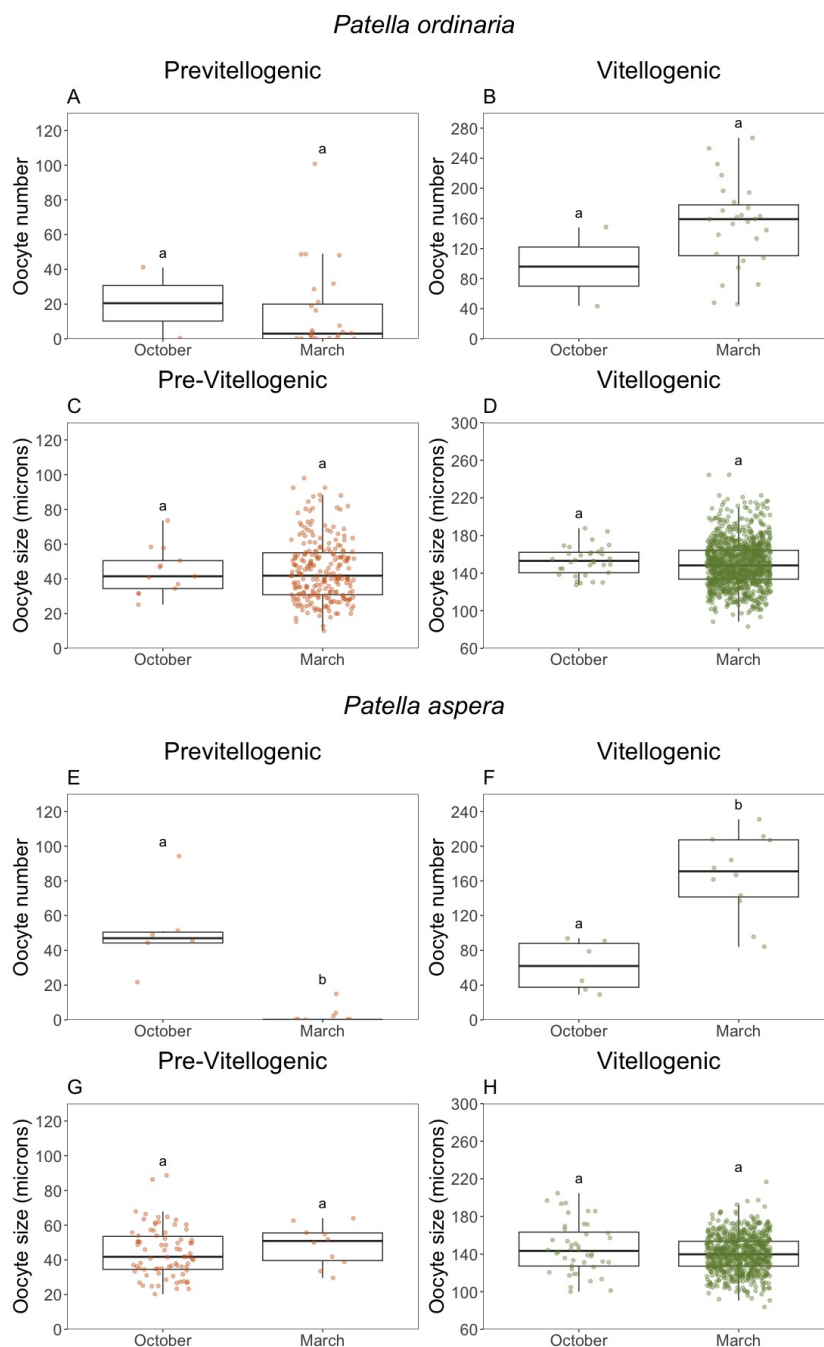 Patella ordinaria
Previtellogenic
Vitellogenic
A
B
Oocyte number
120
100
80
60
40
20
0
a
a
October
March
Oocyte number
280
240
200
160
120
80
40
0
a
a
October
March
Pre-Vitellogenic
Vitellogenic
C
D
Oocyte size (microns)
120
100
80
60
40
20
0
a
a
October
March
Oocyte size (microns)
300
260
220
180
140
100
60
a
a
October
March
Patella aspera
Previtellogenic
Vitellogenic
E
F
Oocyte number
120
100
80
60
40
20
0
a
b
October
March
Oocyte number
240
200
160
120
80
40
0
a
b
October
March
Pre-Vitellogenic
Vitellogenic
G
H
Oocyte size (microns)
120
100
80
60
40
20
0
a
a
October
March
Oocyte size (microns)
300
260
220
180
140
100
60
a
a
October
March